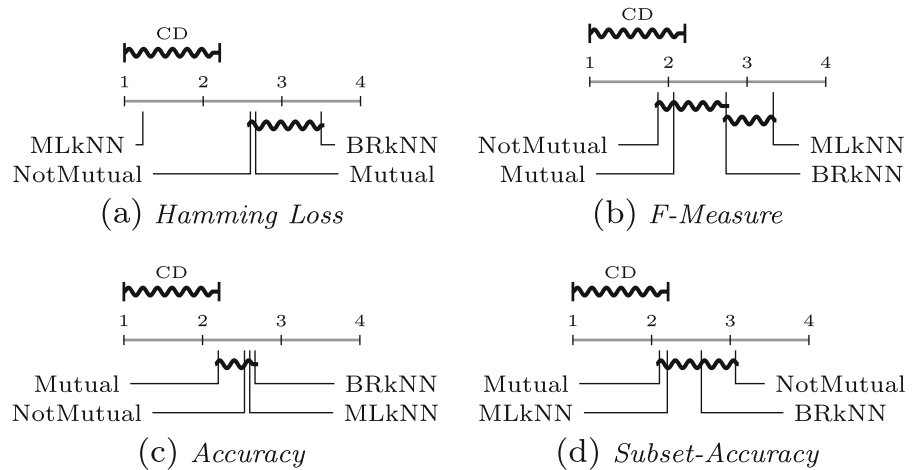 CD
1 2 3 4
MLkNN BRkNN
NotMutual Mutual
(a) Hamming Loss
CD
1 2 3 4
NotMutual MLkNN
Mutual BRkNN
(b) F-Measure
CD
1 2 3 4
Mutual BRkNN
NotMutual MLkNN
(c) Accuracy
CD
1 2 3 4
Mutual NotMutual
MLkNN BRkNN
(d) Subset-Accuracy